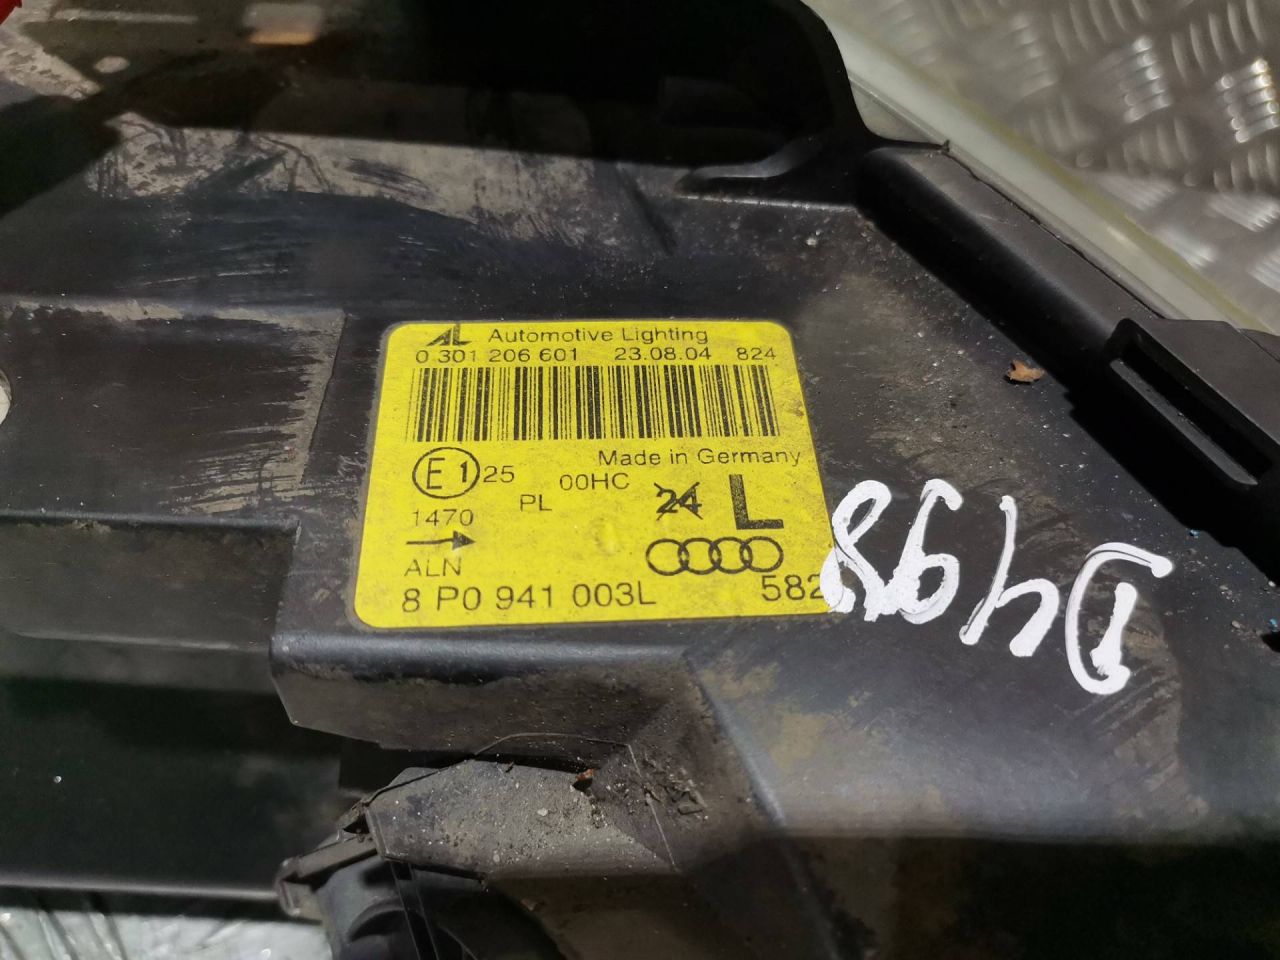 AL Automotive Lighting
0 301 206 601 23.08.04 824
Made in Germany
E1 25 PL 00HC 24 L
1470
ALN
8 P0 941 003L 582
D498